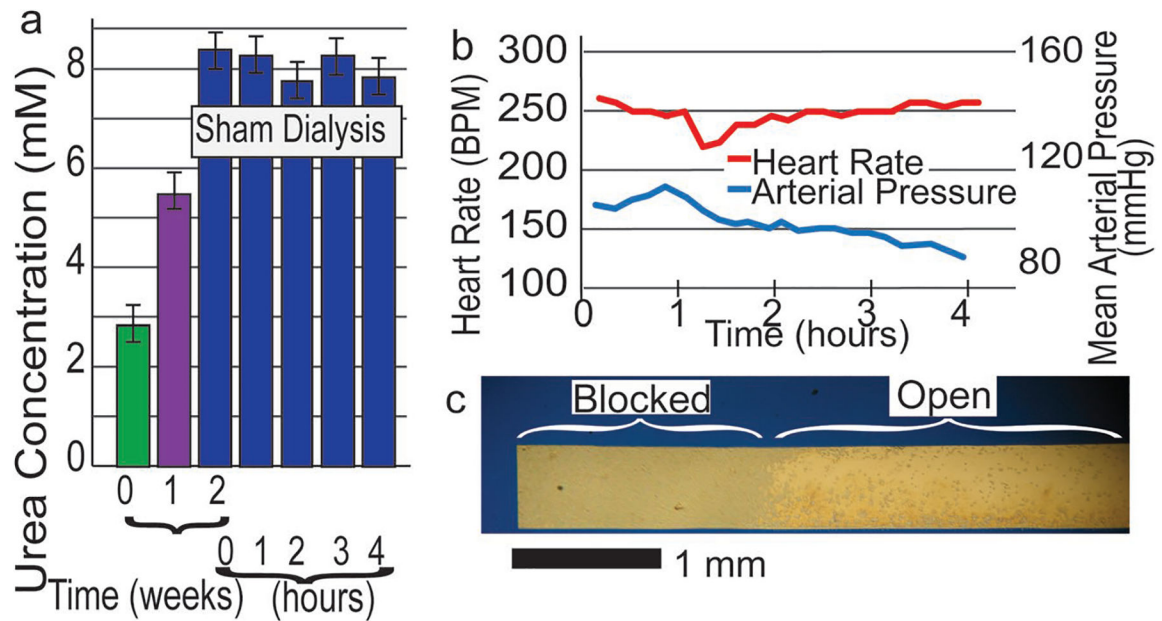 a
Urea Concentration (mM)
8
6
4
2
0
Sham Dialysis
0 1 2
0 1 2 3 4
Time (weeks) (hours)
b
Heart Rate (BPM)
300
250
200
150
100
160
120
80
Mean Arterial Pressure
(mmHg)
Heart Rate
Arterial Pressure
0 1 2 3 4
Time (hours)
c
Blocked
Open
1 mm